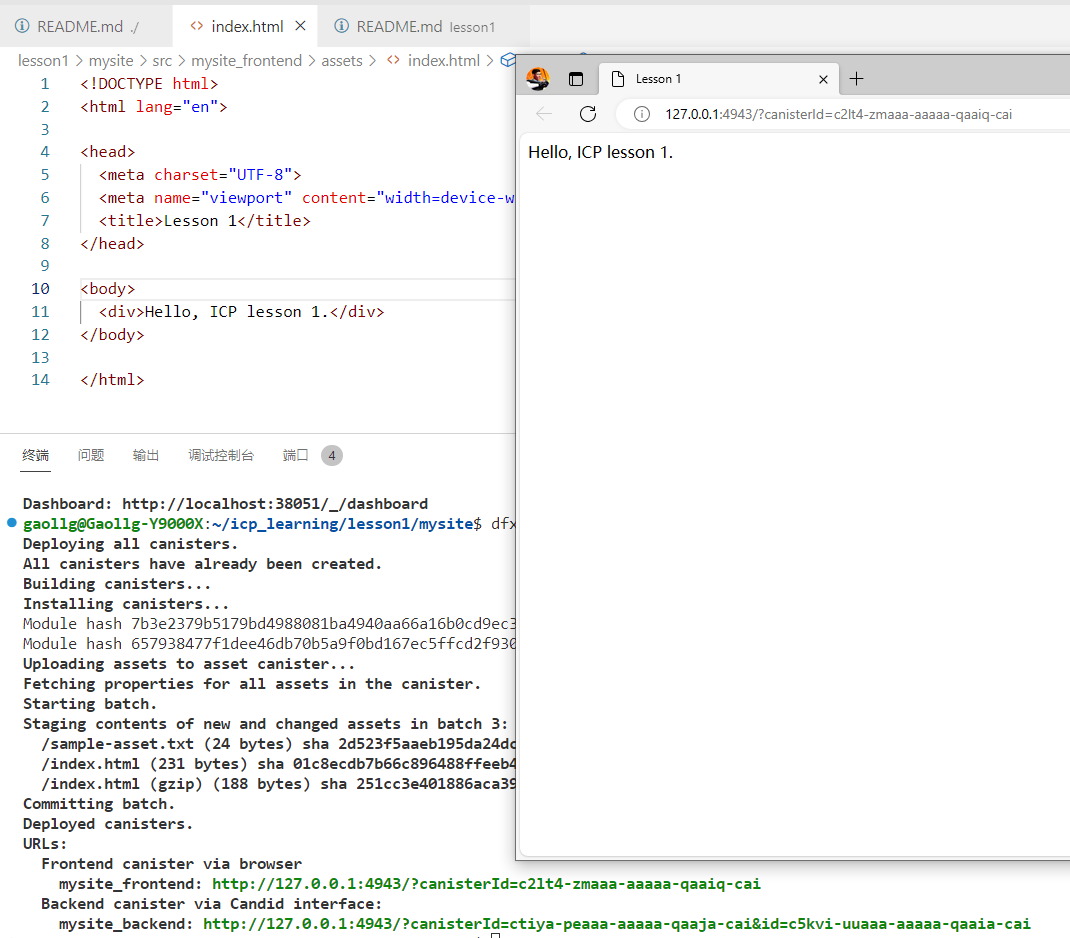 README.md ./
index.html
README.md lesson1
lesson1 > mysite > src > mysite_frontend > assets > index.html >
1 <!DOCTYPE html>
2 <html lang="en">
3
4 <head>
5 <meta charset="UTF-8">
6 <meta name="viewport" content="width=device-w
7 <title>Lesson 1</title>
8 </head>
9
10 <body>
11 <div>Hello, ICP lesson 1.</div>
12 </body>
13
14 </html>
Lesson 1
127.0.0.1:4943/?canisterId=c2lt4-zmaaa-aaaaa-qaaiq-cai
Hello, ICP lesson 1.
终端 问题 输出 调试控制台 端口 4
Dashboard: http://localhost:38051/_/dashboard
gaollg@Gaollg-Y9000X:~/icp_learning/lesson1/mysite$ dfx
Deploying all canisters.
All canisters have already been created.
Building canisters...
Installing canisters...
Module hash 7b3e2379b5179bd4988081ba4940aa66a16b0cd9ec3
Module hash 657938477f1dee46db70b5a9f0bd167ec5ffcd2f930
Uploading assets to asset canister...
Fetching properties for all assets in the canister.
Starting batch.
Staging contents of new and changed assets in batch 3:
/sample-asset.txt (24 bytes) sha 2d523f5aaeb195da24dc
/index.html (231 bytes) sha 01c8ecdb7b66c896488ffeeb4
/index.html (gzip) (188 bytes) sha 251cc3e401886aca39
Committing batch.
Deployed canisters.
URLs:
Frontend canister via browser
mysite_frontend: http://127.0.0.1:4943/?canisterId=c2lt4-zmaaa-aaaaa-qaaiq-cai
Backend canister via Candid interface:
mysite_backend: http://127.0.0.1:4943/?canisterId=ctiya-peaaa-aaaaa-qaaja-cai&id=c5kvi-uuaaa-aaaaa-qaaia-cai